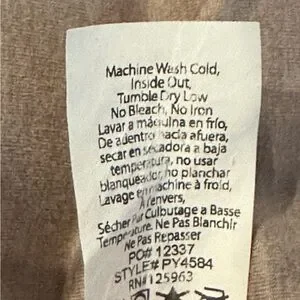 Machine Wash Cold,
Inside Out,
Tumble Dry Low
No Bleach, No Iron
Lavar a máquina en frío,
De adentro hacia afuera,
secar en secadora a baja
temperatura, no usar
blanqueador, no planchar
Lavage en machine à froid,
A l'envers,
Sécher Par Culbutage a Basse
Temperature. Ne Pas Blanchir
Ne Pas Repasser
PO# 12337
STYLE# PY4584
RN# 125963